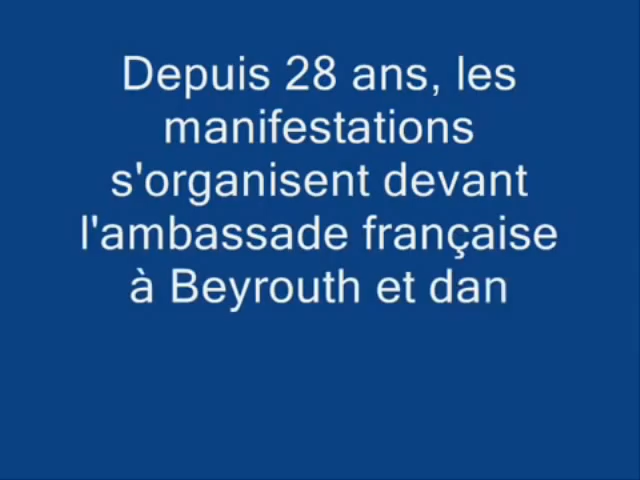 Depuis 28 ans, les
manifestations
s'organisent devant
l'ambassade française
à Beyrouth et dan